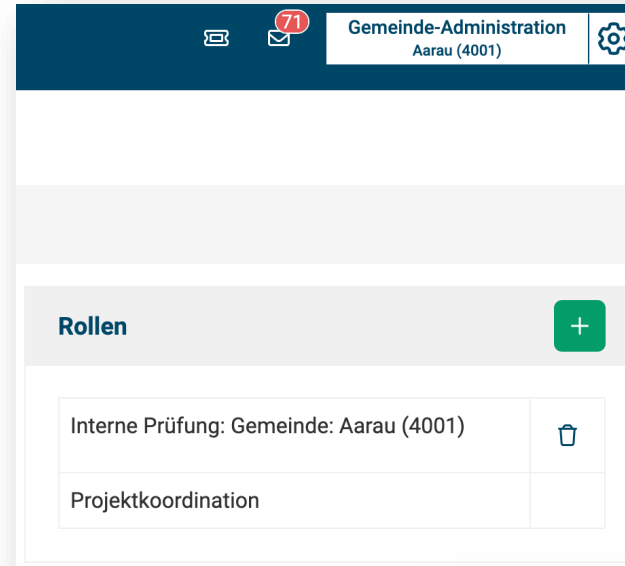 71
Gemeinde-Administration
Aarau (4001)
Rollen
Interne Prüfung: Gemeinde: Aarau (4001)
Projektkoordination